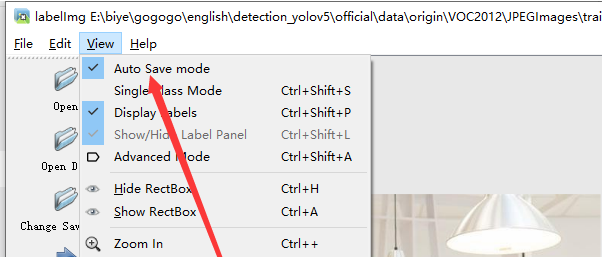 labelImg E:\biye\gogogo\english\detection_yolov5\official\data\origin\VOC2012\JPEGImages\trai
File Edit View Help
Auto Save mode
Open
Single Class Mode Ctrl+Shift+S
Display Labels Ctrl+Shift+P
Show/Hide Label Panel Ctrl+Shift+L
Open D
Advanced Mode Ctrl+Shift+A
Hide RectBox Ctrl+H
Show RectBox Ctrl+A
Change Sav
Zoom In Ctrl++